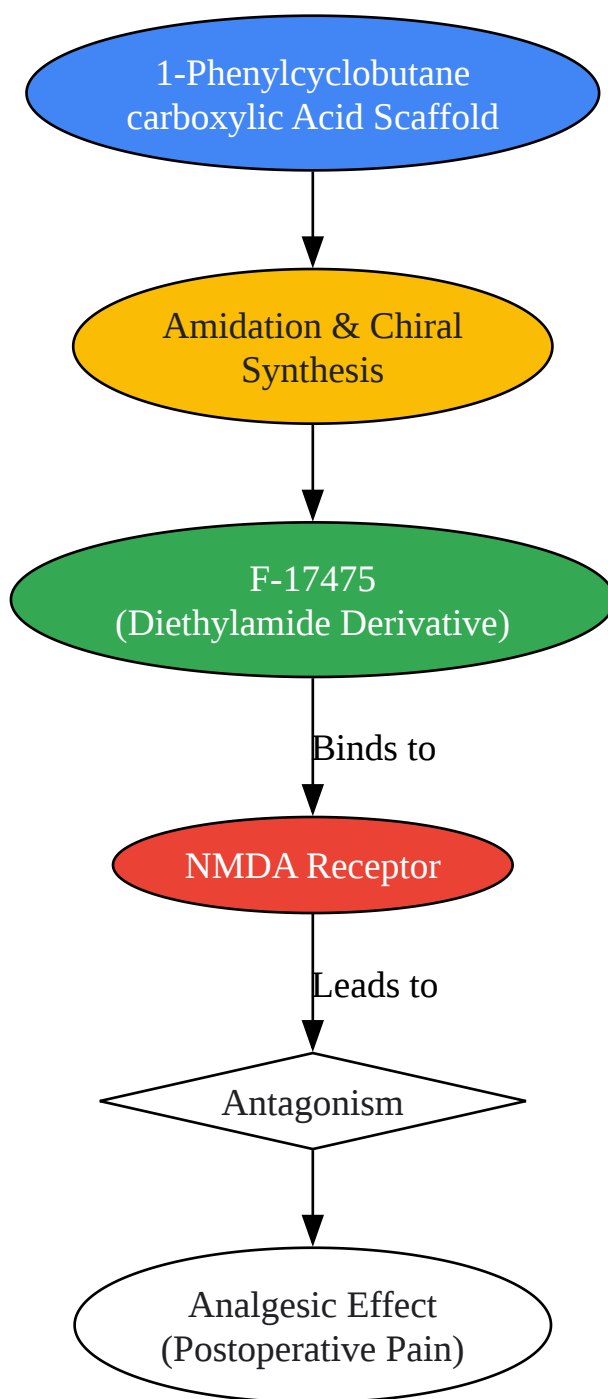 1-Phenylcyclobutane
carboxylic Acid Scaffold
Amidation & Chiral
Synthesis
F-17475
(Diethylamide Derivative)
Binds to
NMDA Receptor
Leads to
Antagonism
Analgesic Effect
(Postoperative Pain)